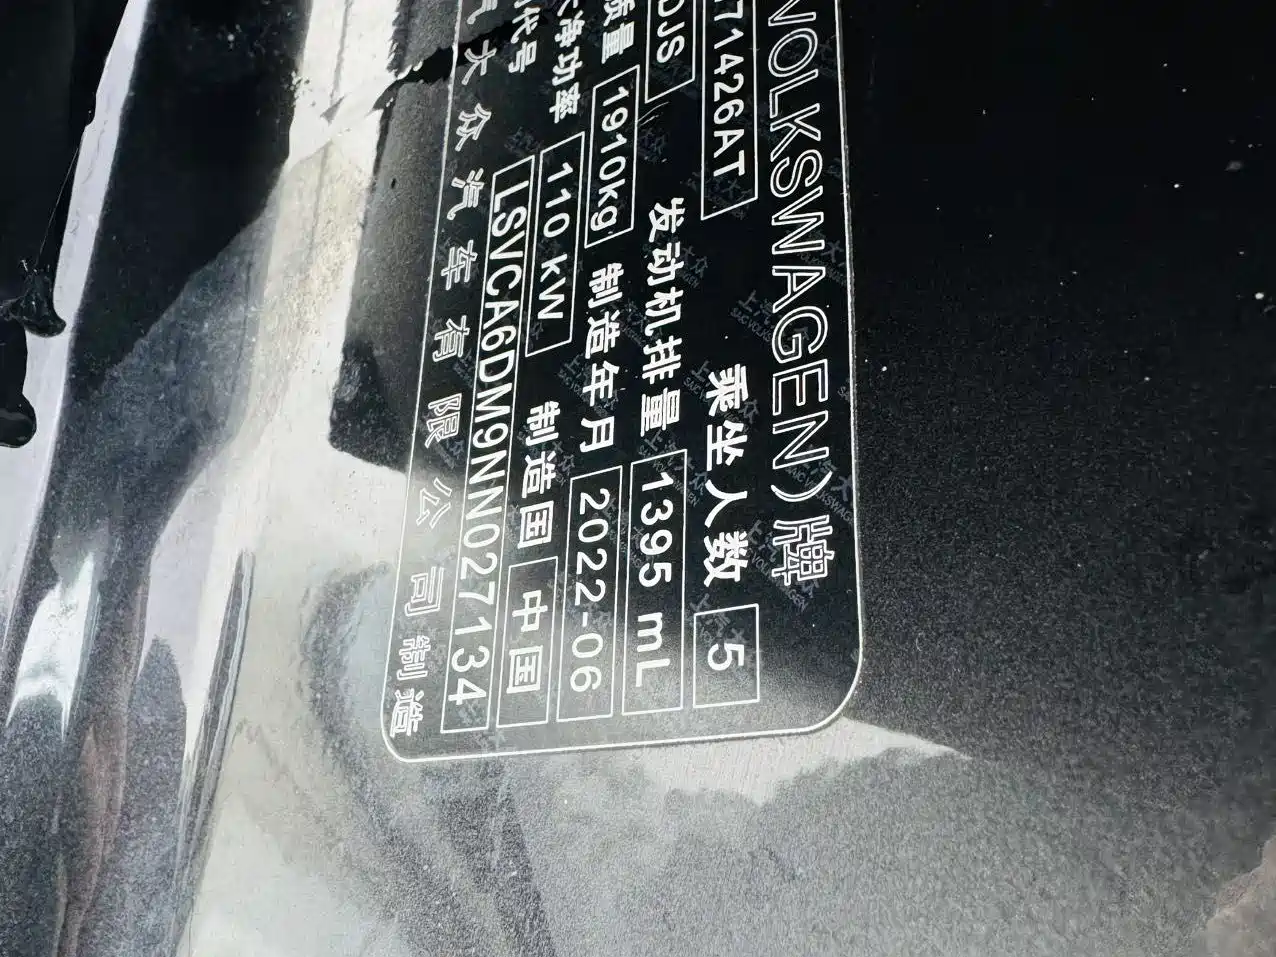 VOLKSWAGEN)牌
71426AT 乘坐人数 5
DJS 发动机排量 1395 mL
质量 1910kg 制造年月 2022-06
净功率 110 kW 制造国 中国
代号 LSVCA6DM9NN027134
汽大众汽车有限公司制造